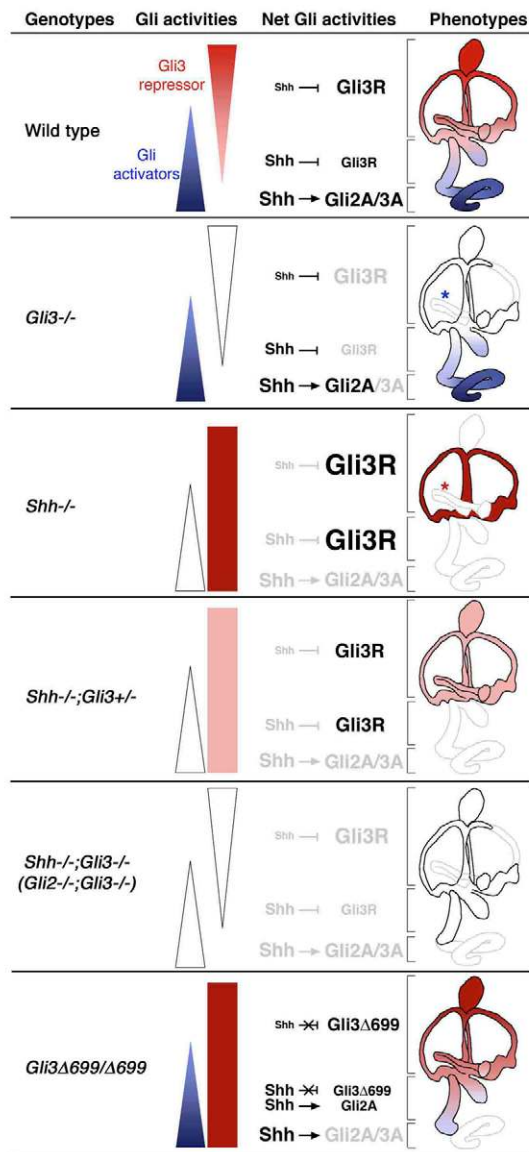 Genotypes Gli activities Net Gli activities Phenotypes
Wild type
Gli3
repressor
Gli
activators
Shh ⊣ Gli3R
Shh ⊣ Gli3R
Shh → Gli2A/3A
Gli3-/-
Shh ⊣ Gli3R
Shh ⊣ Gli3R
Shh → Gli2A/3A
*
Shh-/-
Shh ⊣ Gli3R
Shh ⊣ Gli3R
Shh → Gli2A/3A
*
Shh-/-;Gli3+/-
Shh ⊣ Gli3R
Shh ⊣ Gli3R
Shh → Gli2A/3A
Shh-/-;Gli3-/-
(Gli2-/-;Gli3-/-)
Shh ⊣ Gli3R
Shh ⊣ Gli3R
Shh → Gli2A/3A
Gli3Δ699/Δ699
Shh ⊣ Gli3Δ699
Shh ⊣ Gli3Δ699
Shh → Gli2A
Shh → Gli2A/3A